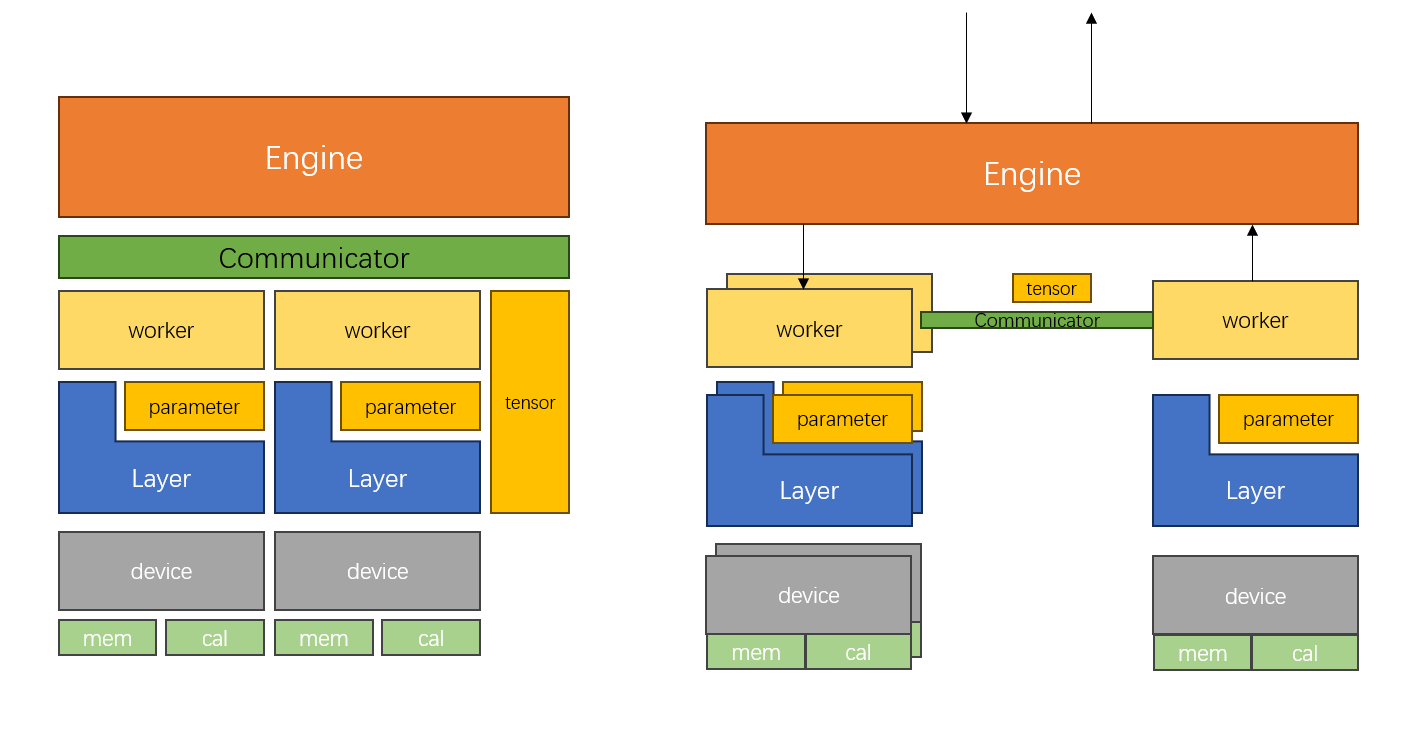 Engine
Communicator
worker
worker
tensor
parameter
parameter
Layer
Layer
device
device
mem
cal
mem
cal
Engine
tensor
Communicator
worker
worker
parameter
parameter
Layer
Layer
device
device
mem
cal
mem
cal